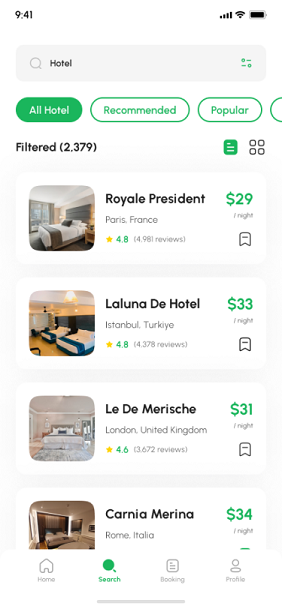 9:41
Hotel
All Hotel Recommended Popular
Filtered (2,379)
Royale President $29
Paris, France / night
4.8 (4,981 reviews)
Laluna De Hotel $33
Istanbul, Turkiye / night
4.8 (4,378 reviews)
Le De Merische $31
London, United Kingdom / night
4.6 (3,672 reviews)
Carnia Merina $34
Rome, Italia / night
Home Search Booking Profile